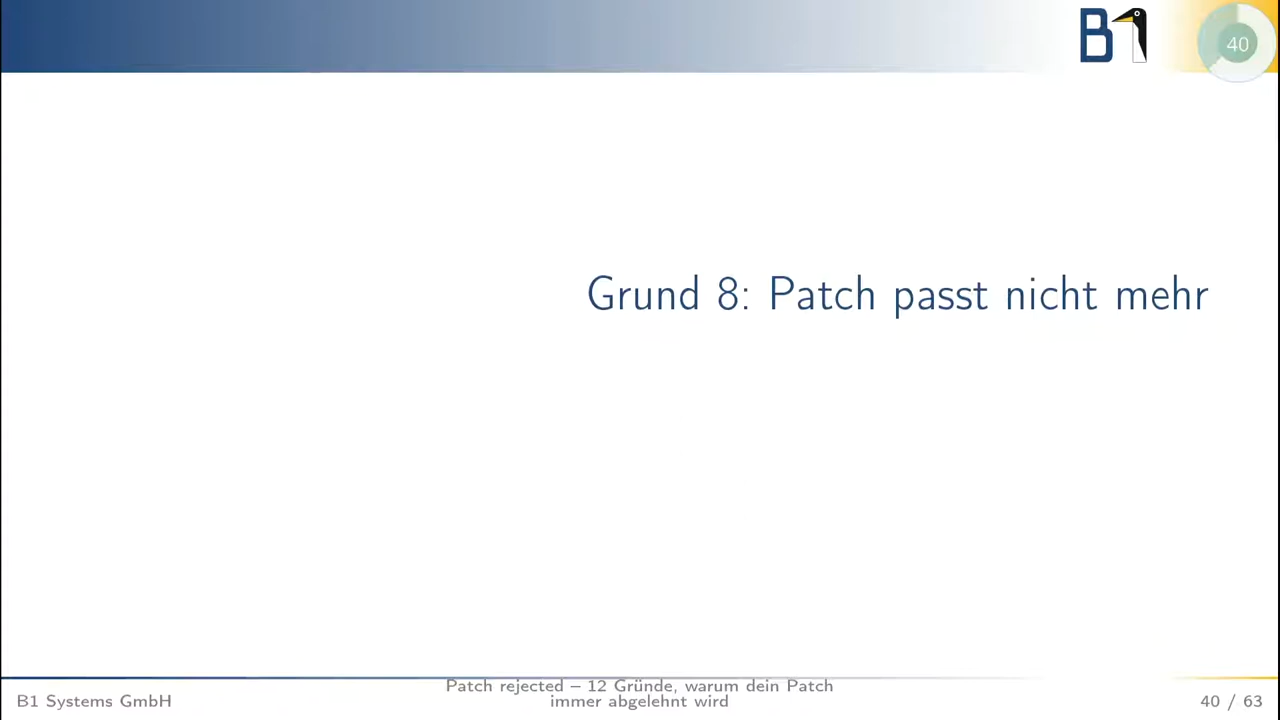 B1
40
Grund 8: Patch passt nicht mehr
B1 Systems GmbH
Patch rejected – 12 Gründe, warum dein Patch
immer abgelehnt wird
40 / 63